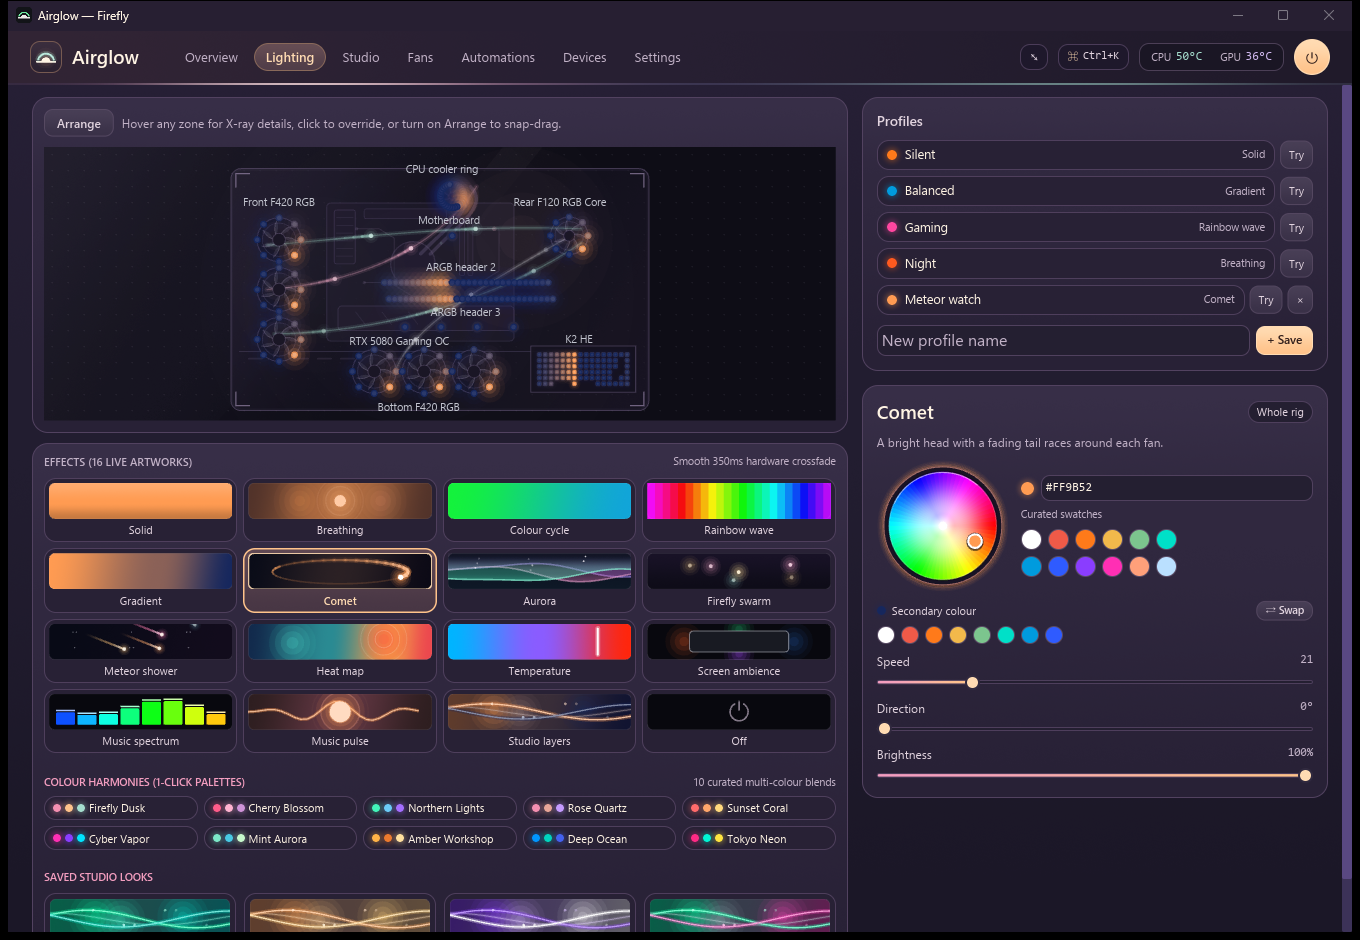 Airglow — Firefly
Airglow
Overview
Lighting
Studio
Fans
Automations
Devices
Settings
⌘ Ctrl+K
CPU 50°C GPU 36°C
Arrange
Hover any zone for X-ray details, click to override, or turn on Arrange to snap-drag.
CPU cooler ring
Front F420 RGB
Rear F120 RGB Core
Motherboard
ARGB header 2
ARGB header 3
RTX 5080 Gaming OC
K2 HE
Bottom F420 RGB
EFFECTS (16 LIVE ARTWORKS)
Smooth 350ms hardware crossfade
Solid
Breathing
Colour cycle
Rainbow wave
Gradient
Comet
Aurora
Firefly swarm
Meteor shower
Heat map
Temperature
Screen ambience
Music spectrum
Music pulse
Studio layers
Off
COLOUR HARMONIES (1-CLICK PALETTES)
10 curated multi-colour blends
Firefly Dusk
Cherry Blossom
Northern Lights
Rose Quartz
Sunset Coral
Cyber Vapor
Mint Aurora
Amber Workshop
Deep Ocean
Tokyo Neon
SAVED STUDIO LOOKS
Profiles
Silent
Solid
Try
Balanced
Gradient
Try
Gaming
Rainbow wave
Try
Night
Breathing
Try
Meteor watch
Comet
Try
×
New profile name
+ Save
Comet
Whole rig
A bright head with a fading tail races around each fan.
#FF9B52
Curated swatches
Secondary colour
⇄ Swap
Speed
21
Direction
0°
Brightness
100%